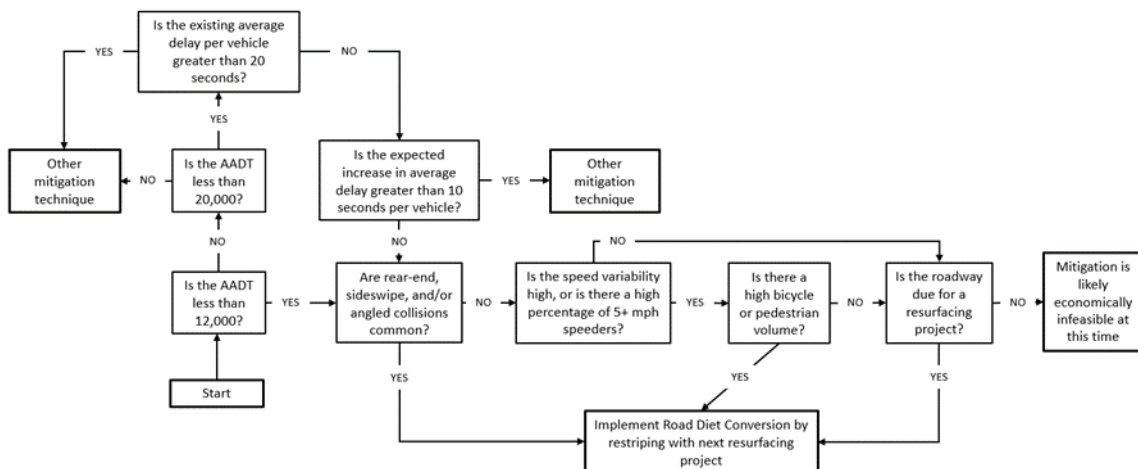 Is the existing average
delay per vehicle
greater than 20
seconds?
YES
NO
YES
Other
mitigation
technique
NO
Is the AADT
less than
20,000?
Is the expected
increase in average
delay greater than 10
seconds per vehicle?
YES
Other
mitigation
technique
NO
NO
NO
Is the AADT
less than
12,000?
YES
Are rear-end,
sideswipe, and/or
angled collisions
common?
NO
Is the speed variability
high, or is there a high
percentage of 5+ mph
speeders?
YES
Is there a
high bicycle
or pedestrian
volume?
NO
Is the roadway
due for a
resurfacing
project?
NO
Mitigation is
likely
economically
infeasible at
this time
Start
YES
YES
YES
Implement Road Diet Conversion by
restriping with next resurfacing
project